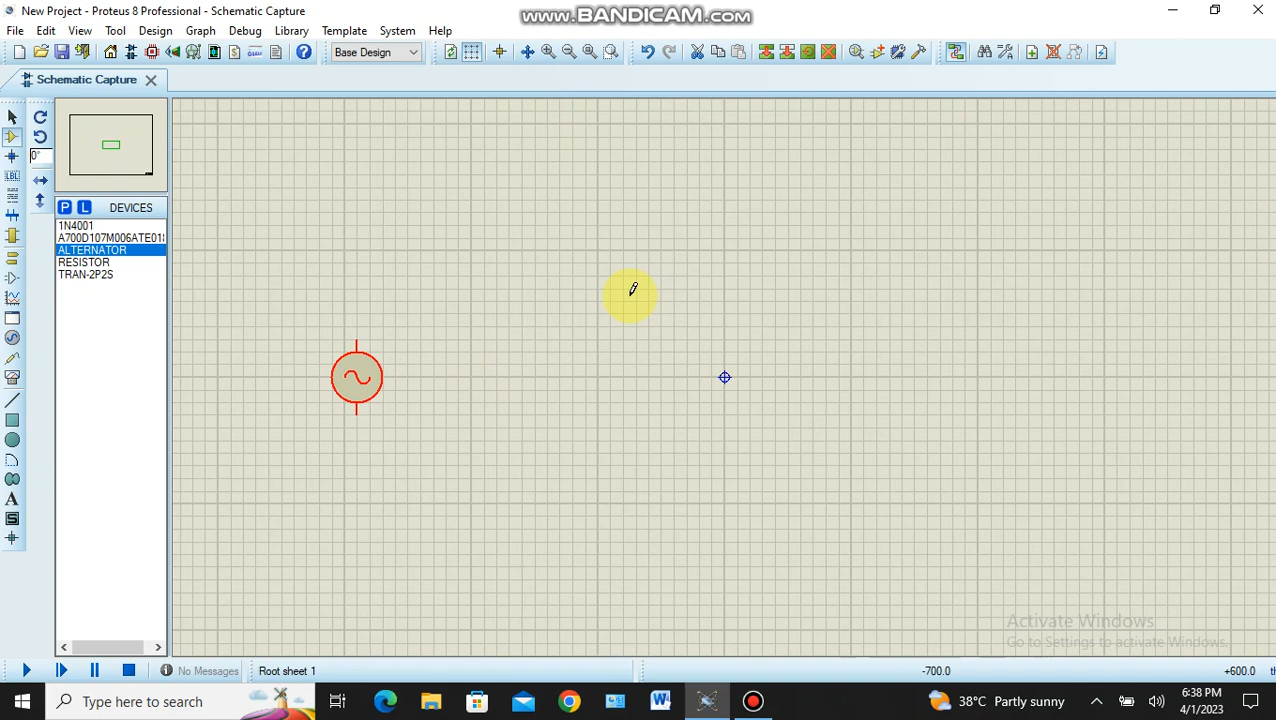 New Project - Proteus 8 Professional - Schematic Capture
www.BANDICAM.com
File Edit View Tool Design Graph Debug Library Template System Help
Base Design
Schematic Capture
0°
P L DEVICES
LBL
1N4001
A700D107M006ATE018
ALTERNATOR
RESISTOR
TRAN-2P2S
A
S
Activate Windows
Go to Settings to activate Windows.
No Messages
Root sheet 1
-700.0
+600.0
th
Type here to search
38°C Partly sunny
6:38 PM
4/1/2023